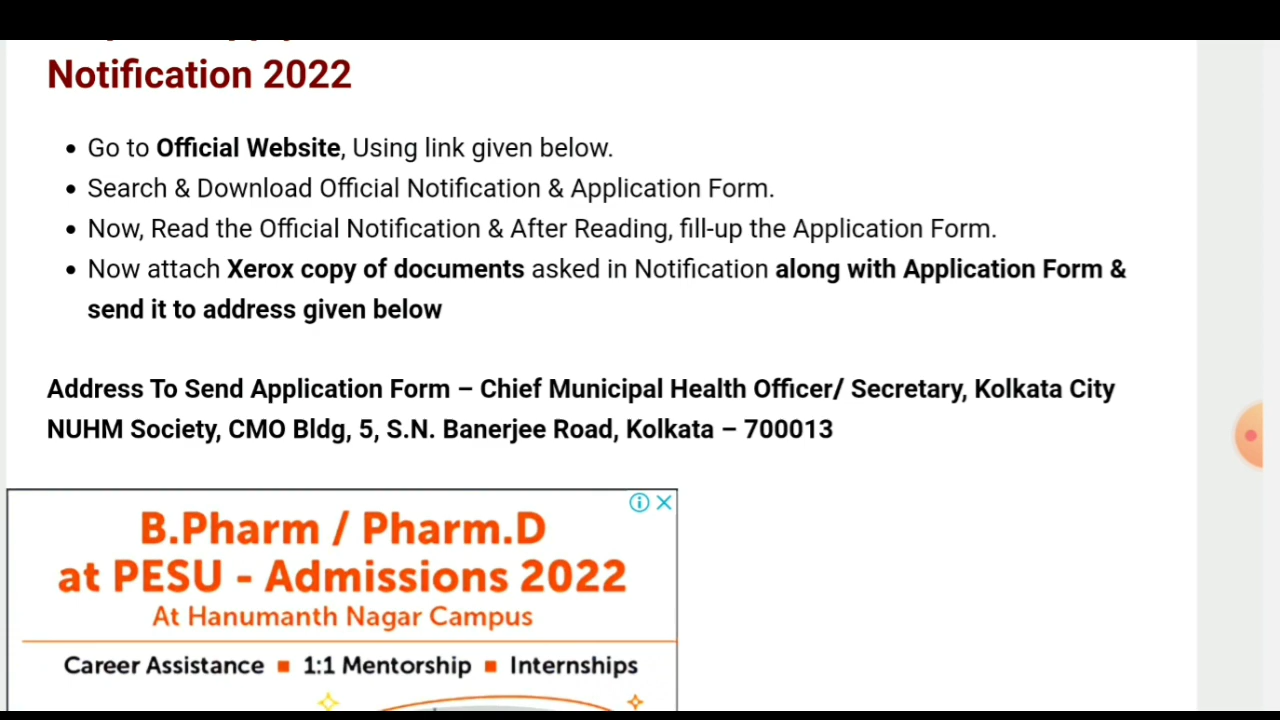 Notification 2022
Go to Official Website, Using link given below.
Search & Download Official Notification & Application Form.
Now, Read the Official Notification & After Reading, fill-up the Application Form.
Now attach Xerox copy of documents asked in Notification along with Application Form &
send it to address given below
Address To Send Application Form – Chief Municipal Health Officer/ Secretary, Kolkata City
NUHM Society, CMO Bldg, 5, S.N. Banerjee Road, Kolkata – 700013
B.Pharm / Pharm.D
at PESU - Admissions 2022
At Hanumanth Nagar Campus
Career Assistance ■ 1:1 Mentorship ■ Internships